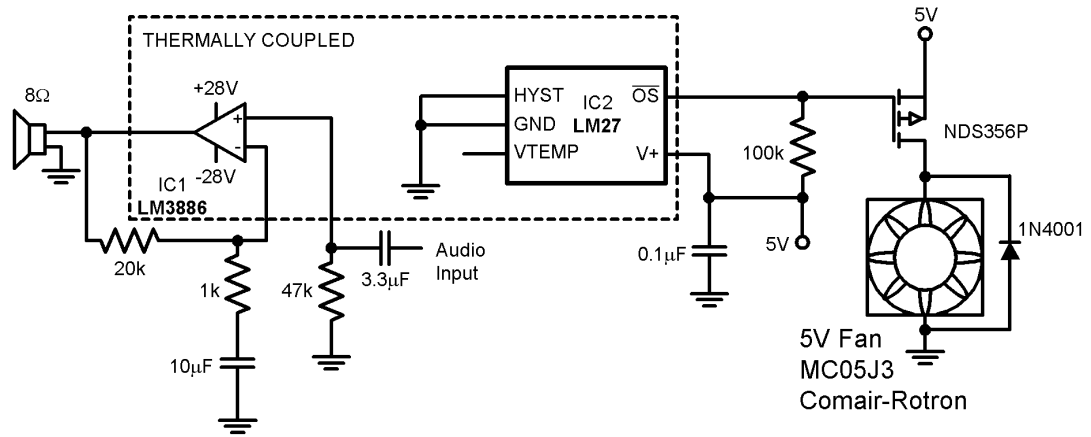 THERMALLY COUPLED
5V
8Ω
+28V
+
-
-28V
IC1
LM3886
HYST
GND
VTEMP
IC2
LM27
OS
V+
100k
NDS356P
20k
1k
47k
3.3µF
Audio
Input
0.1µF
5V
1N4001
10µF
5V Fan
MC05J3
Comair-Rotron